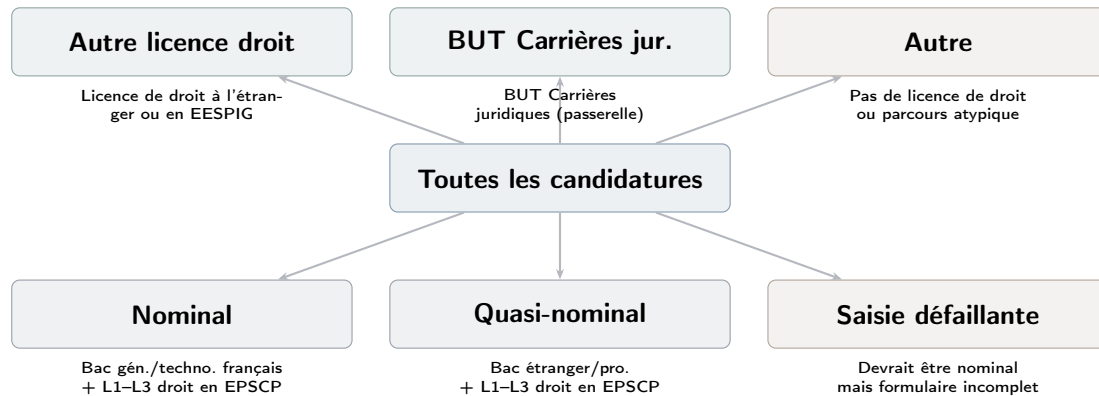 Autre licence droit
BUT Carrières jur.
Autre
Licence de droit à l'étran-
ger ou en EESPIG
BUT Carrières
juridiques (passerelle)
Pas de licence de droit
ou parcours atypique
Toutes les candidatures
Nominal
Quasi-nominal
Saisie défaillante
Bac gén./techno. français
+ L1–L3 droit en EPSCP
Bac étranger/pro.
+ L1–L3 droit en EPSCP
Devrait être nominal
mais formulaire incomplet